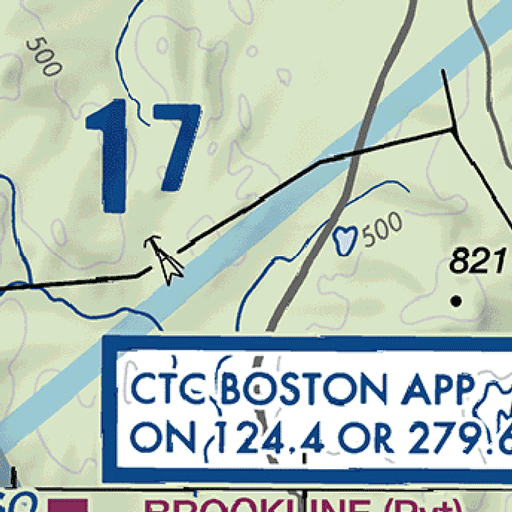 500
17
500
821
CTC BOSTON APP
ON 124.4 OR 279.6
BROOKLINE (Pvt)